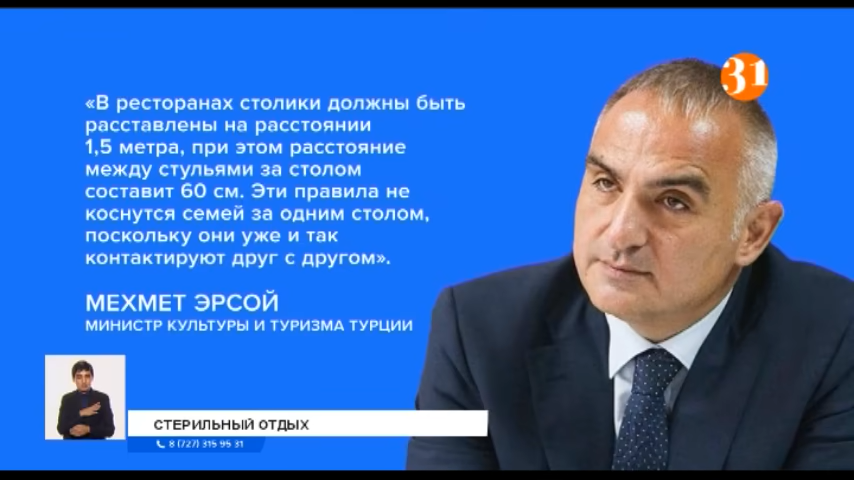 31
«В ресторанах столики должны быть
расставлены на расстоянии
1,5 метра, при этом расстояние
между стульями за столом
составит 60 см. Эти правила не
коснутся семей за одним столом,
поскольку они уже и так
контактируют друг с другом».
МЕХМЕТ ЭРСОЙ
МИНИСТР КУЛЬТУРЫ И ТУРИЗМА ТУРЦИИ
СТЕРИЛЬНЫЙ ОТДЫХ
8 (727) 315 95 31